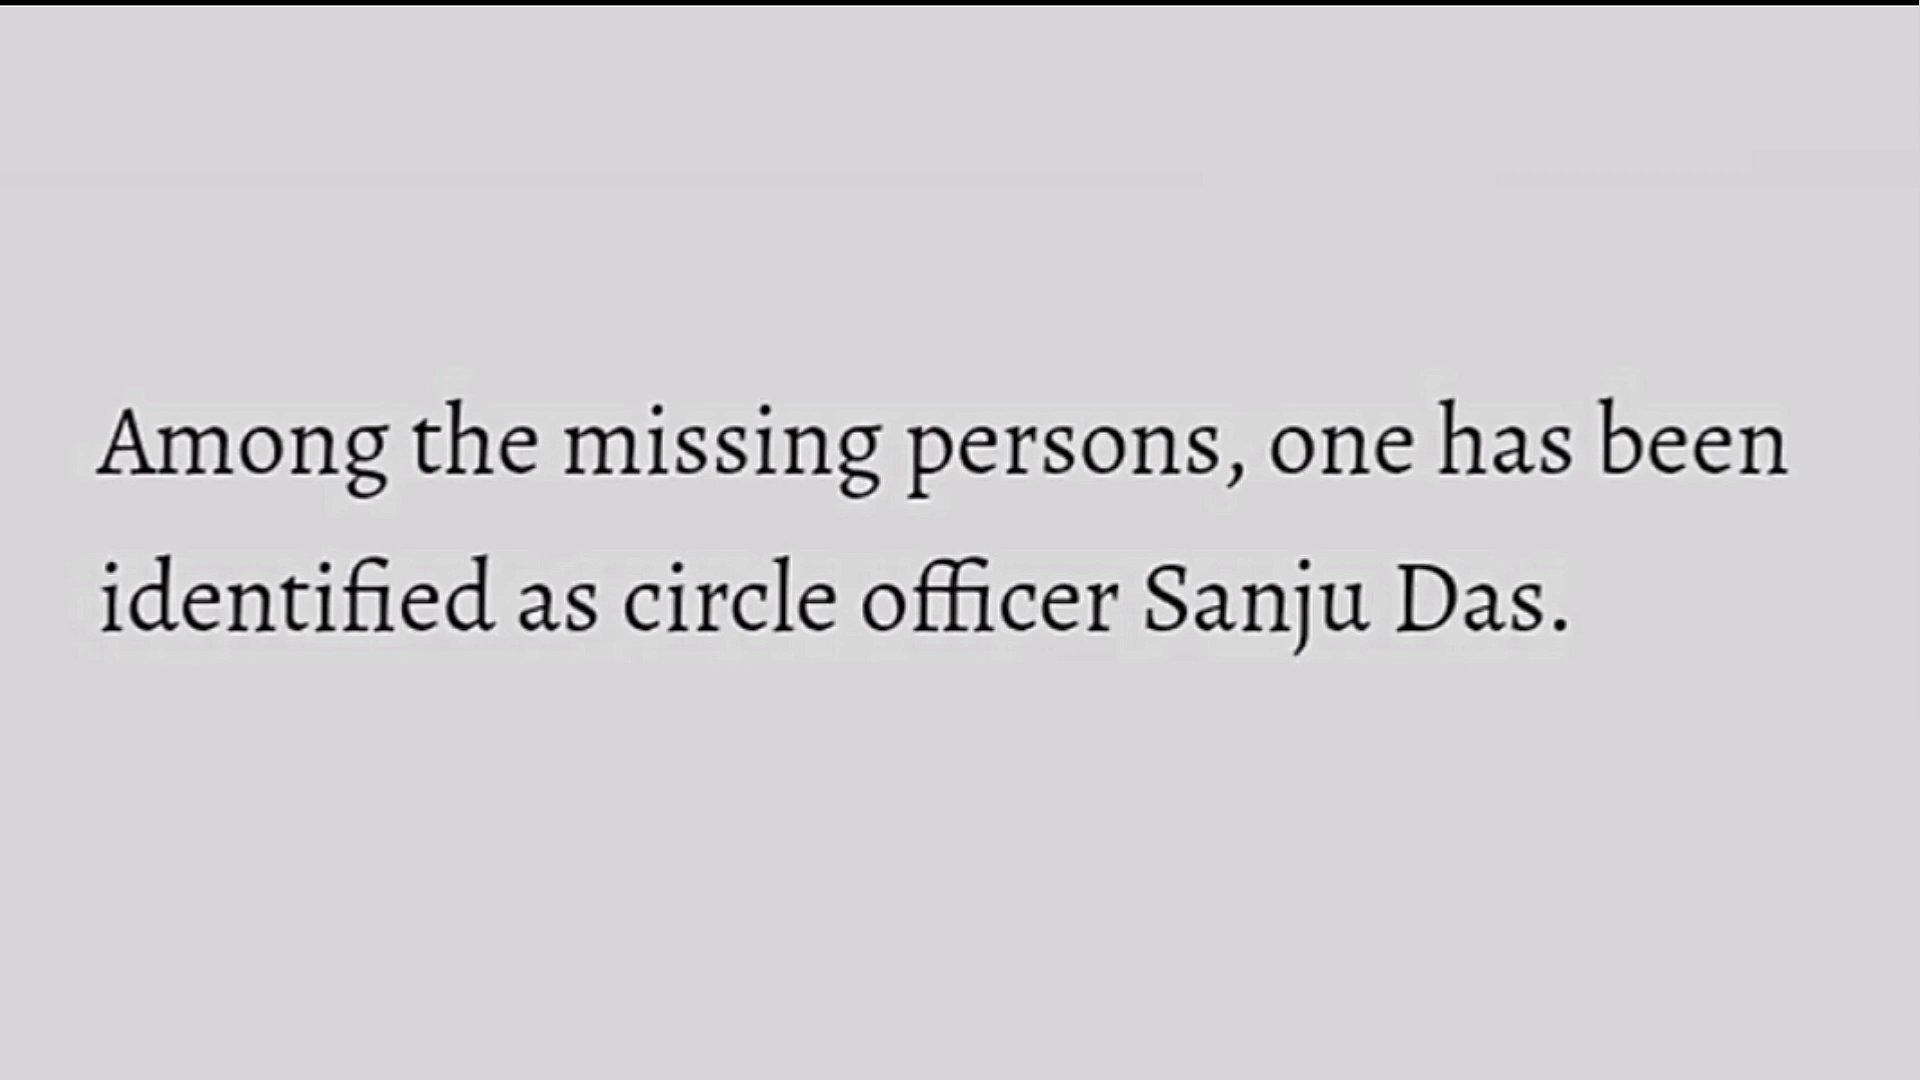 Among the missing persons, one has been
identified as circle officer Sanju Das.